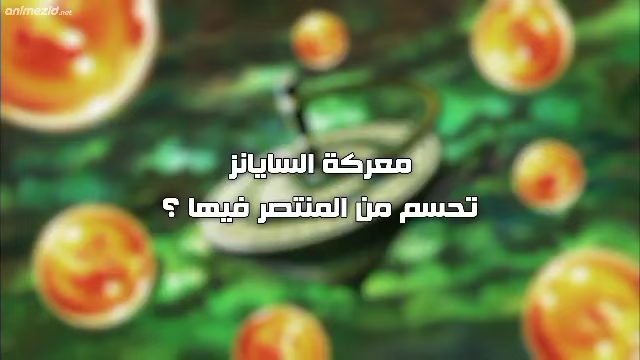 animezid.net
معركة السايانز
تحسم من المنتصر فيها ؟